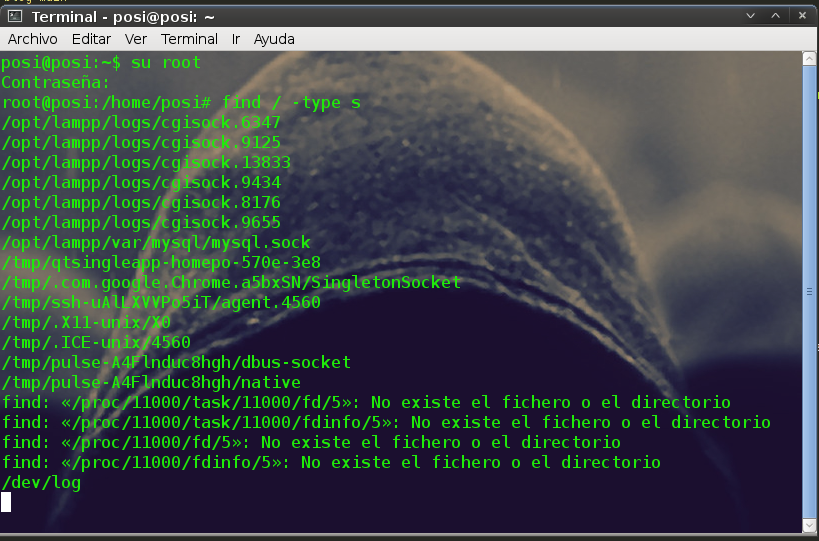 Terminal - posi@posi: ~
Archivo Editar Ver Terminal Ir Ayuda
posi@posi:~$ su root
Contraseña:
root@posi:/home/posi# find / -type s
/opt/lampp/logs/cgisock.6347
/opt/lampp/logs/cgisock.9125
/opt/lampp/logs/cgisock.13833
/opt/lampp/logs/cgisock.9434
/opt/lampp/logs/cgisock.8176
/opt/lampp/logs/cgisock.9655
/opt/lampp/var/mysql/mysql.sock
/tmp/qtsingleapp-homepo-570e-3e8
/tmp/.com.google.Chrome.a5bxSN/SingletonSocket
/tmp/ssh-uAlLXVVPo5iT/agent.4560
/tmp/.X11-unix/X0
/tmp/.ICE-unix/4560
/tmp/pulse-A4Flnduc8hgh/dbus-socket
/tmp/pulse-A4Flnduc8hgh/native
find: «/proc/11000/task/11000/fd/5»: No existe el fichero o el directorio
find: «/proc/11000/task/11000/fdinfo/5»: No existe el fichero o el directorio
find: «/proc/11000/fd/5»: No existe el fichero o el directorio
find: «/proc/11000/fdinfo/5»: No existe el fichero o el directorio
/dev/log